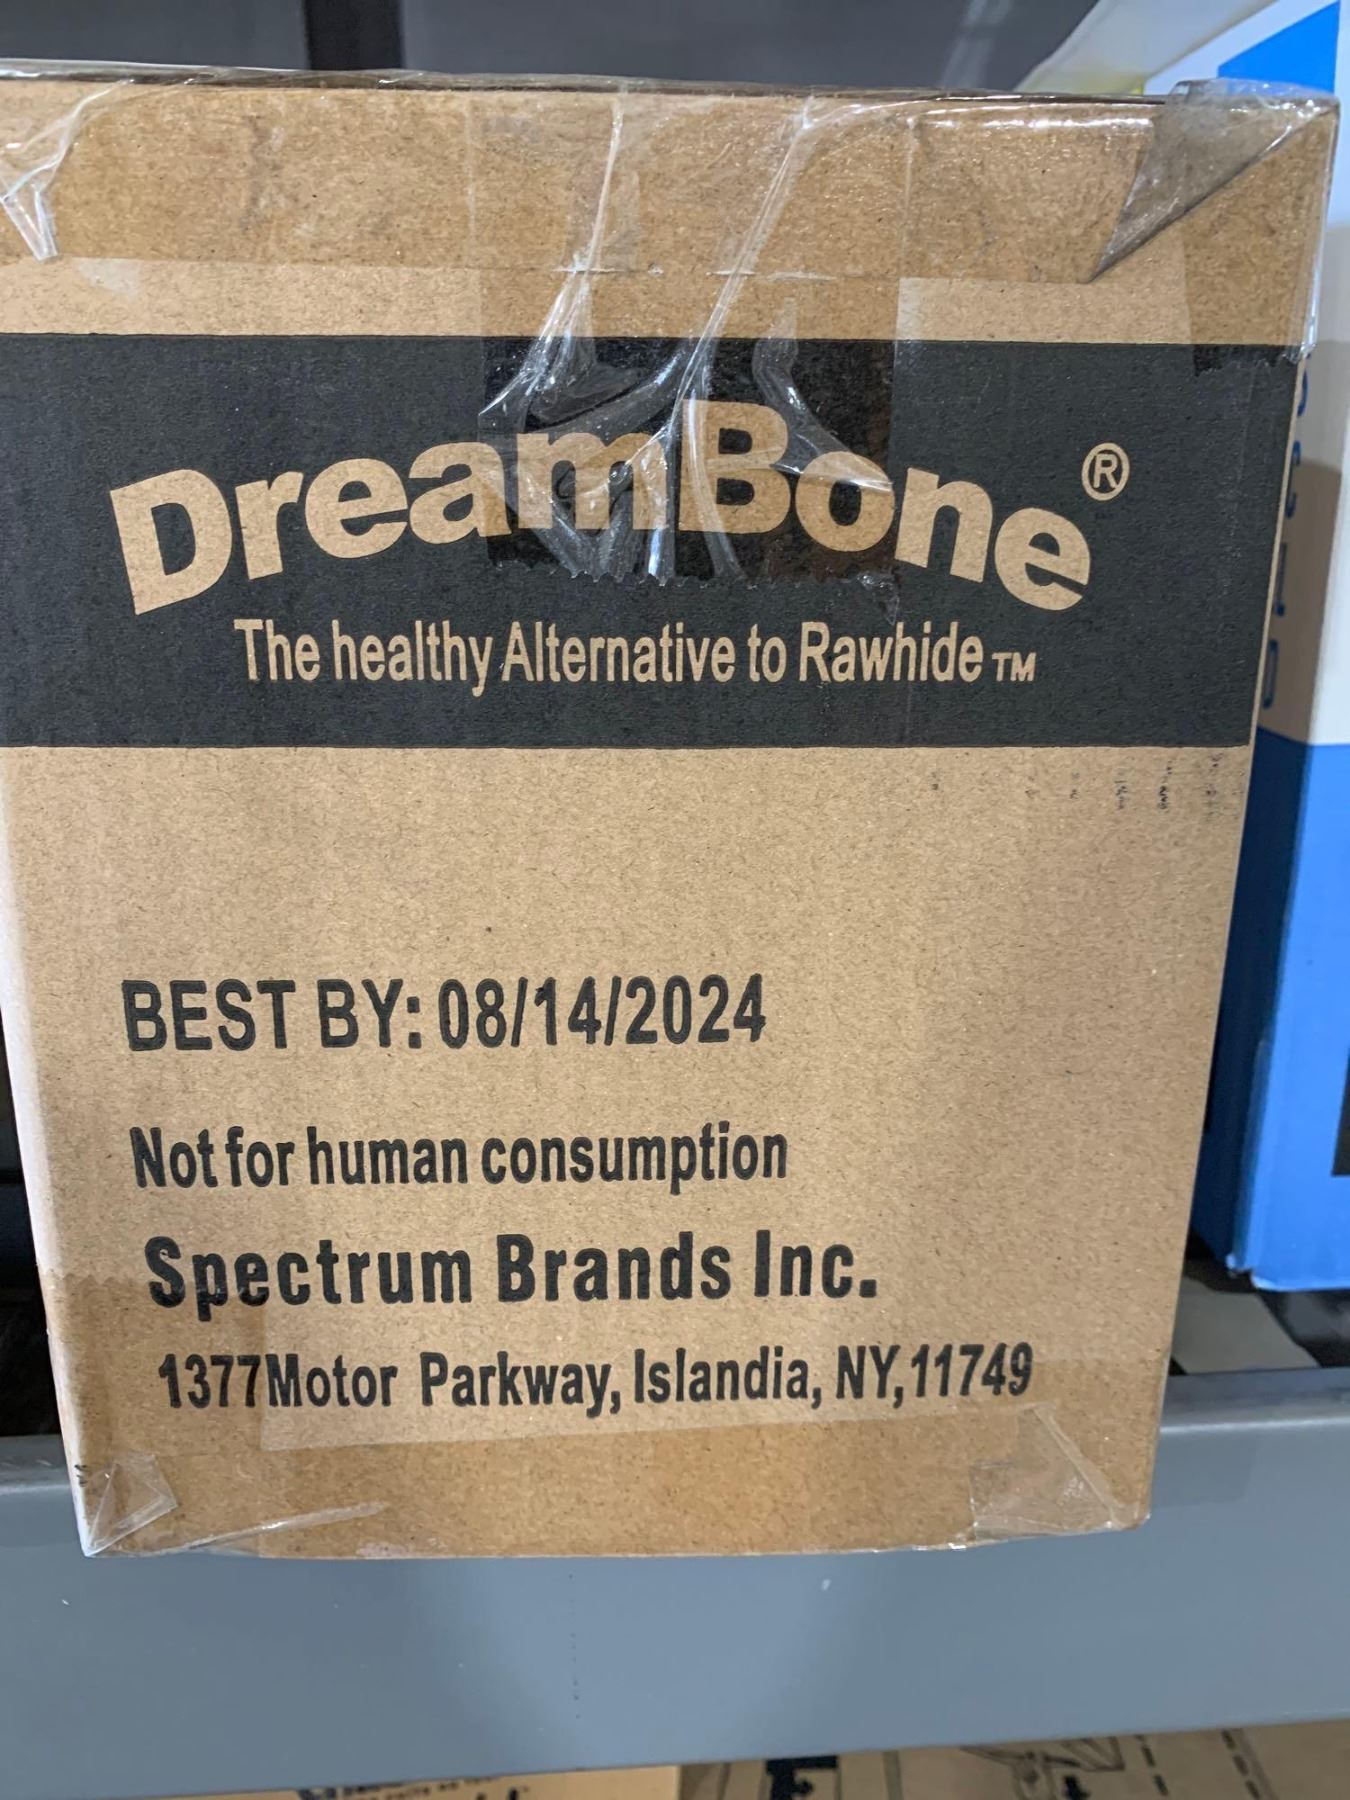 DreamBone®
The healthy Alternative to Rawhide™
BEST BY: 08/14/2024
Not for human consumption
Spectrum Brands Inc.
1377Motor Parkway, Islandia, NY,11749